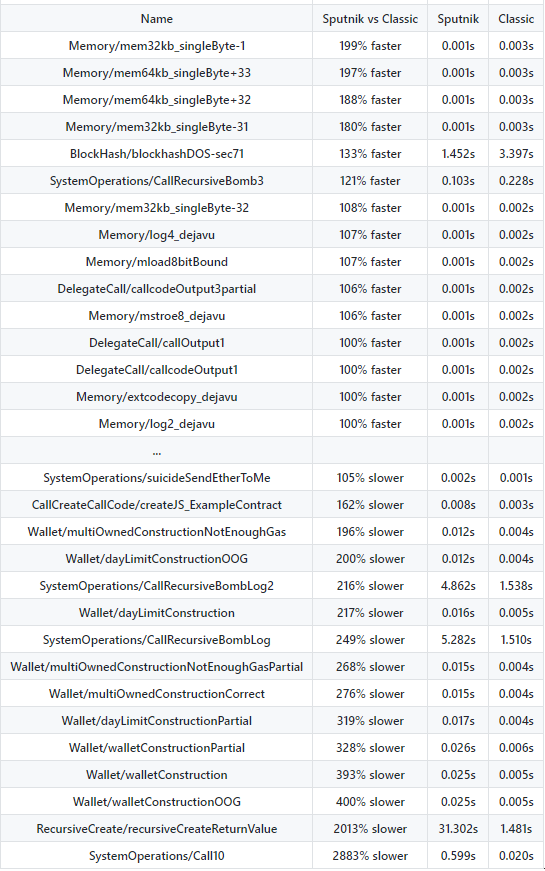 Name Sputnik vs Classic Sputnik Classic
Memory/mem32kb_singleByte-1 199% faster 0.001s 0.003s
Memory/mem64kb_singleByte+33 197% faster 0.001s 0.003s
Memory/mem64kb_singleByte+32 188% faster 0.001s 0.003s
Memory/mem32kb_singleByte-31 180% faster 0.001s 0.003s
BlockHash/blockhashDOS-sec71 133% faster 1.452s 3.397s
SystemOperations/CallRecursiveBomb3 121% faster 0.103s 0.228s
Memory/mem32kb_singleByte-32 108% faster 0.001s 0.002s
Memory/log4_dejavu 107% faster 0.001s 0.002s
Memory/mload8bitBound 107% faster 0.001s 0.002s
DelegateCall/callcodeOutput3partial 106% faster 0.001s 0.002s
Memory/mstroe8_dejavu 106% faster 0.001s 0.002s
DelegateCall/callOutput1 100% faster 0.001s 0.002s
DelegateCall/callcodeOutput1 100% faster 0.001s 0.002s
Memory/extcodecopy_dejavu 100% faster 0.001s 0.002s
Memory/log2_dejavu 100% faster 0.001s 0.002s
...
SystemOperations/suicideSendEtherToMe 105% slower 0.002s 0.001s
CallCreateCallCode/createJS_ExampleContract 162% slower 0.008s 0.003s
Wallet/multiOwnedConstructionNotEnoughGas 196% slower 0.012s 0.004s
Wallet/dayLimitConstructionOOG 200% slower 0.012s 0.004s
SystemOperations/CallRecursiveBombLog2 216% slower 4.862s 1.538s
Wallet/dayLimitConstruction 217% slower 0.016s 0.005s
SystemOperations/CallRecursiveBombLog 249% slower 5.282s 1.510s
Wallet/multiOwnedConstructionNotEnoughGasPartial 268% slower 0.015s 0.004s
Wallet/multiOwnedConstructionCorrect 276% slower 0.015s 0.004s
Wallet/dayLimitConstructionPartial 319% slower 0.017s 0.004s
Wallet/walletConstructionPartial 328% slower 0.026s 0.006s
Wallet/walletConstruction 393% slower 0.025s 0.005s
Wallet/walletConstructionOOG 400% slower 0.025s 0.005s
RecursiveCreate/recursiveCreateReturnValue 2013% slower 31.302s 1.481s
SystemOperations/Call10 2883% slower 0.599s 0.020s